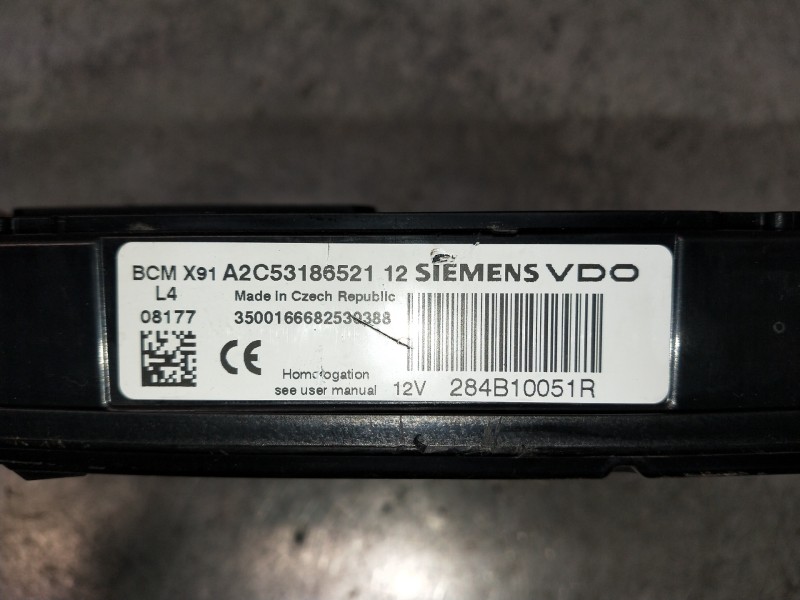 BCM X91 A2C53186521 12 SIEMENS VDO
L4 Made in Czech Republic
08177 3500166682530388
CE
Homologation
see user manual 12V 284B10051R